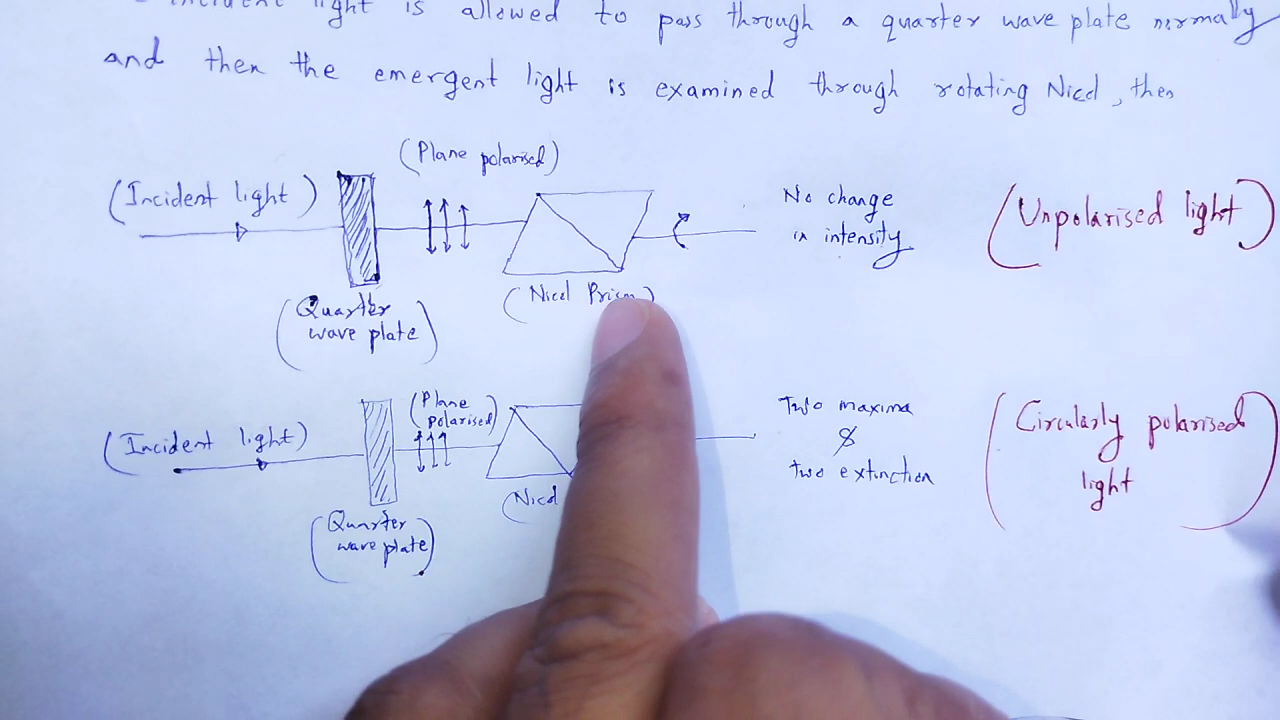 incident light is allowed to pass through a quarter wave plate normally
and then the emergent light is examined through rotating Nicol, then
(Plane polarised)
(Incident light)
No change
in intensity
(Unpolarised light)
(Nicol Prism)
(Quarter
wave plate)
(Plane
polarised)
(Incident light)
Two maxima
&
two extinction
(Circularly polarised
light
(Nicol
(Quarter
wave plate)